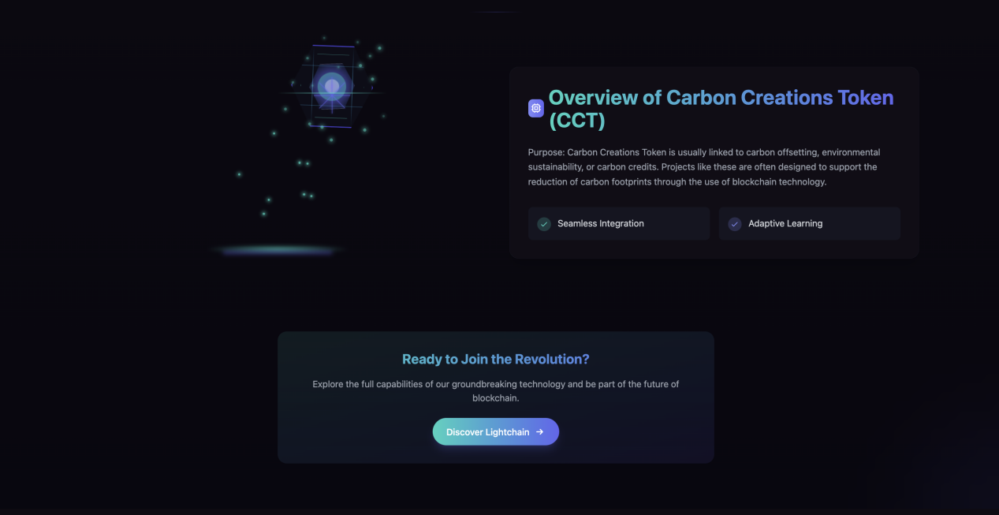 Overview of Carbon Creations Token
(CCT)
Purpose: Carbon Creations Token is usually linked to carbon offsetting, environmental
sustainability, or carbon credits. Projects like these are often designed to support the
reduction of carbon footprints through the use of blockchain technology.
Seamless Integration
Adaptive Learning
Ready to Join the Revolution?
Explore the full capabilities of our groundbreaking technology and be part of the future of
blockchain.
Discover Lightchain →